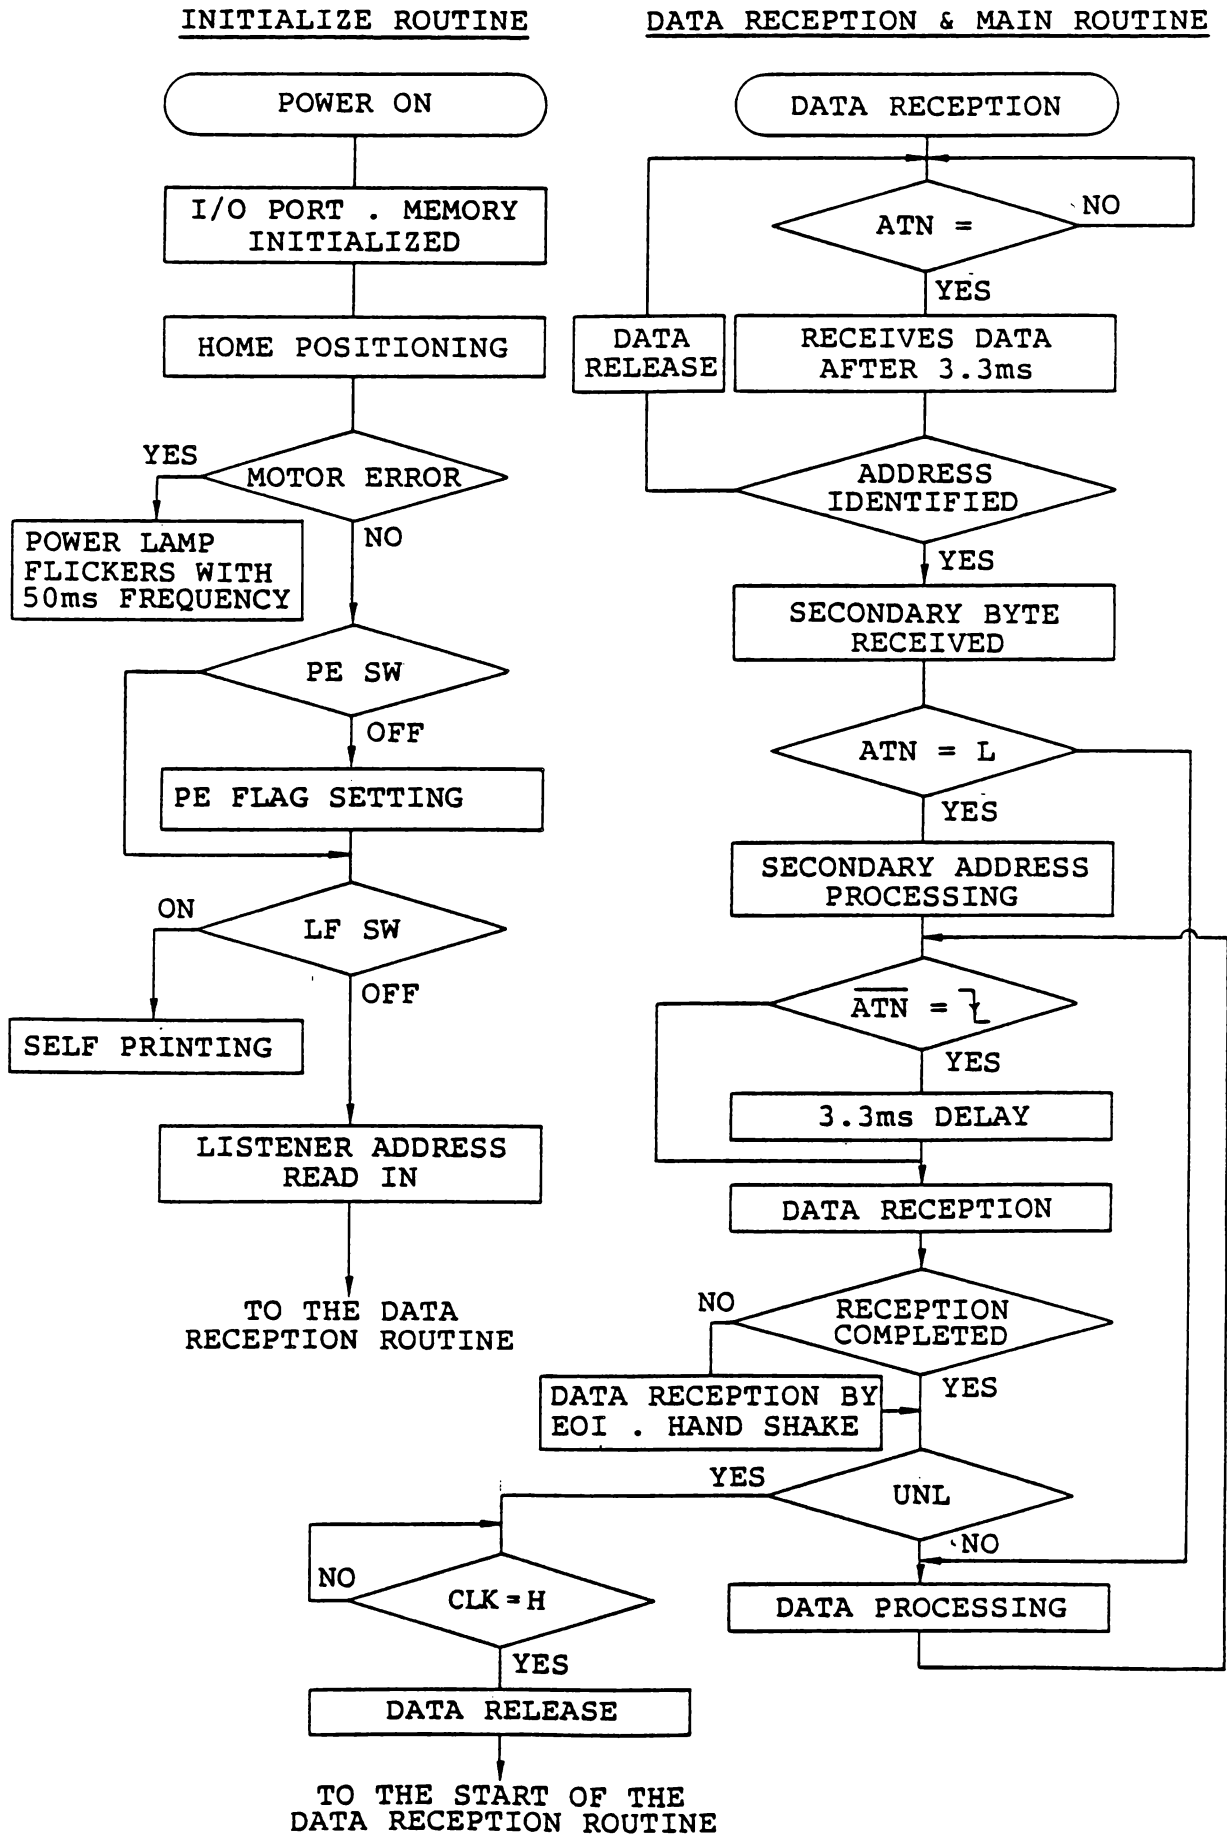 INITIALIZE ROUTINE
POWER ON
I/O PORT . MEMORY
INITIALIZED
HOME POSITIONING
YES
MOTOR ERROR
NO
POWER LAMP
FLICKERS WITH
50ms FREQUENCY
PE SW
OFF
PE FLAG SETTING
ON
LF SW
OFF
SELF PRINTING
LISTENER ADDRESS
READ IN
TO THE DATA
RECEPTION ROUTINE
DATA RECEPTION & MAIN ROUTINE
DATA RECEPTION
ATN =
NO
YES
DATA
RELEASE
RECEIVES DATA
AFTER 3.3ms
ADDRESS
IDENTIFIED
YES
SECONDARY BYTE
RECEIVED
ATN = L
YES
SECONDARY ADDRESS
PROCESSING
ATN =
YES
3.3ms DELAY
DATA RECEPTION
NO
RECEPTION
COMPLETED
YES
DATA RECEPTION BY
EOI . HAND SHAKE
YES
UNL
NO
NO
CLK = H
DATA PROCESSING
YES
DATA RELEASE
TO THE START OF THE
DATA RECEPTION ROUTINE